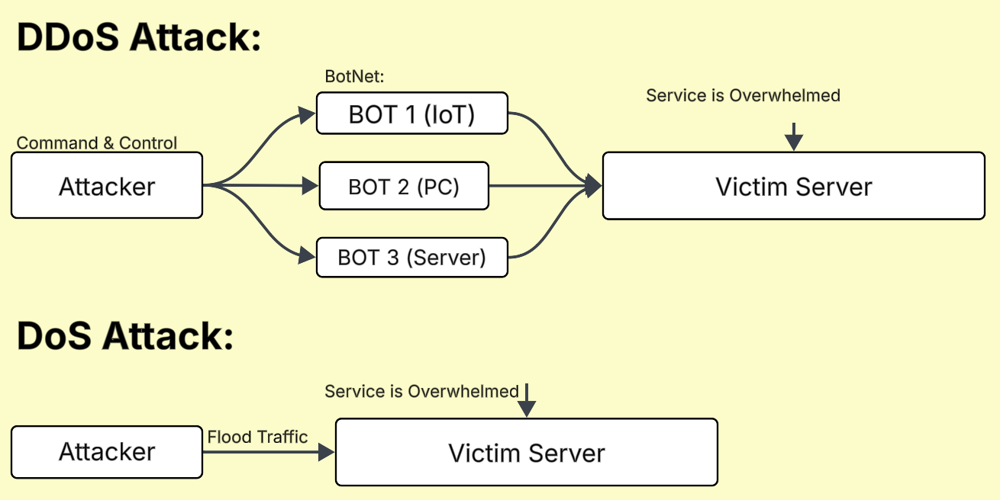 DDoS Attack:
BotNet:
BOT 1 (IoT)
Service is Overwhelmed
Command & Control
Attacker
BOT 2 (PC)
Victim Server
BOT 3 (Server)
DoS Attack:
Service is Overwhelmed
Attacker
Flood Traffic
Victim Server